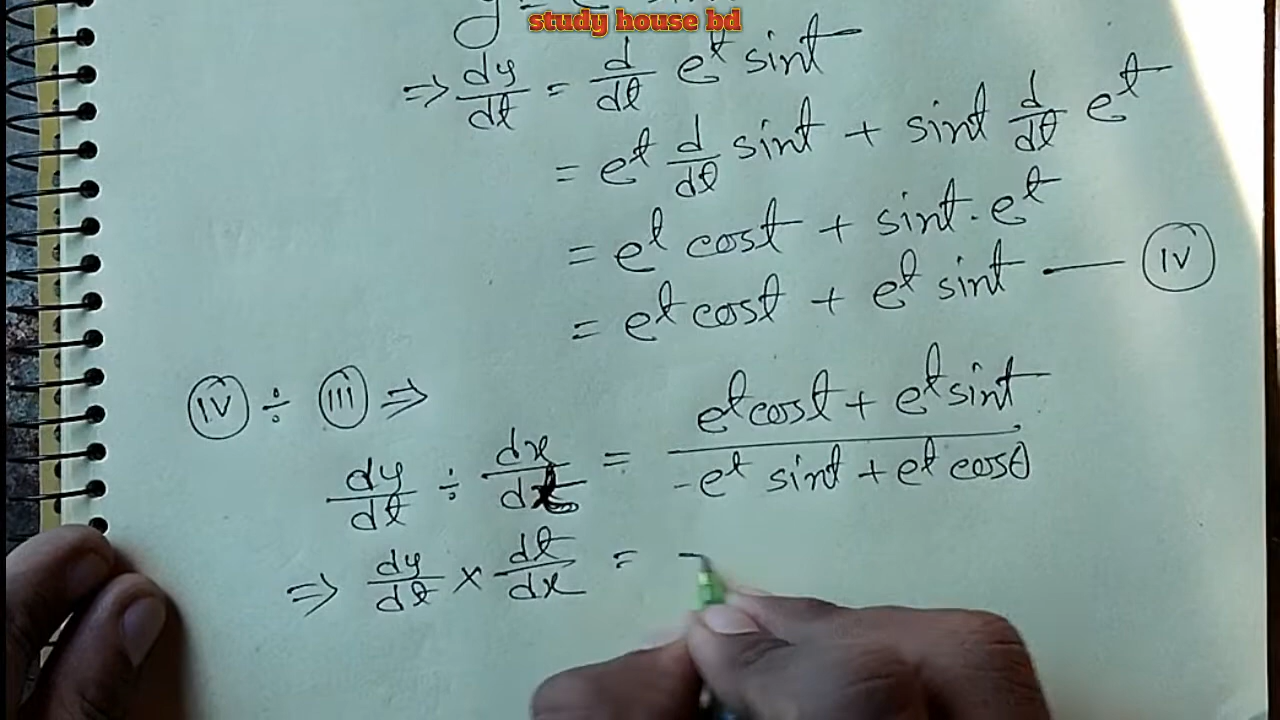 study house bd
⇒ dy/dt = d/dt e^t sint
= e^t d/dt sint + sint d/dt e^t
= e^t cost + sint · e^t
= e^t cost + e^t sint — (IV)
(IV) ÷ (III) ⇒
dy/dt ÷ dx/dt = (e^t cost + e^t sint)/(-e^t sint + e^t cosθ)
⇒ dy/dt × dt/dx =